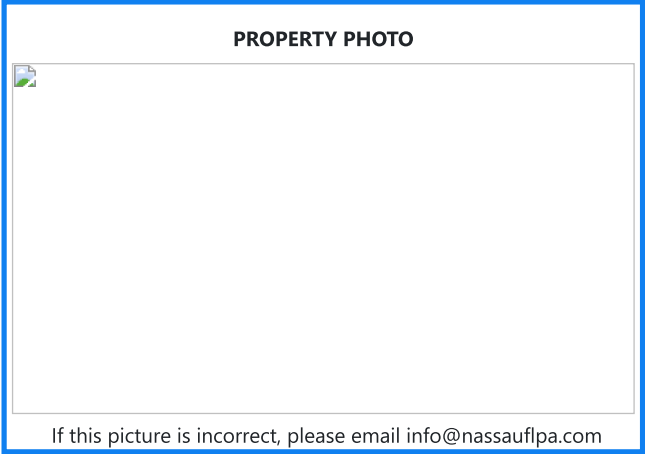 PROPERTY PHOTO
If this picture is incorrect, please email info@nassauflpa.com